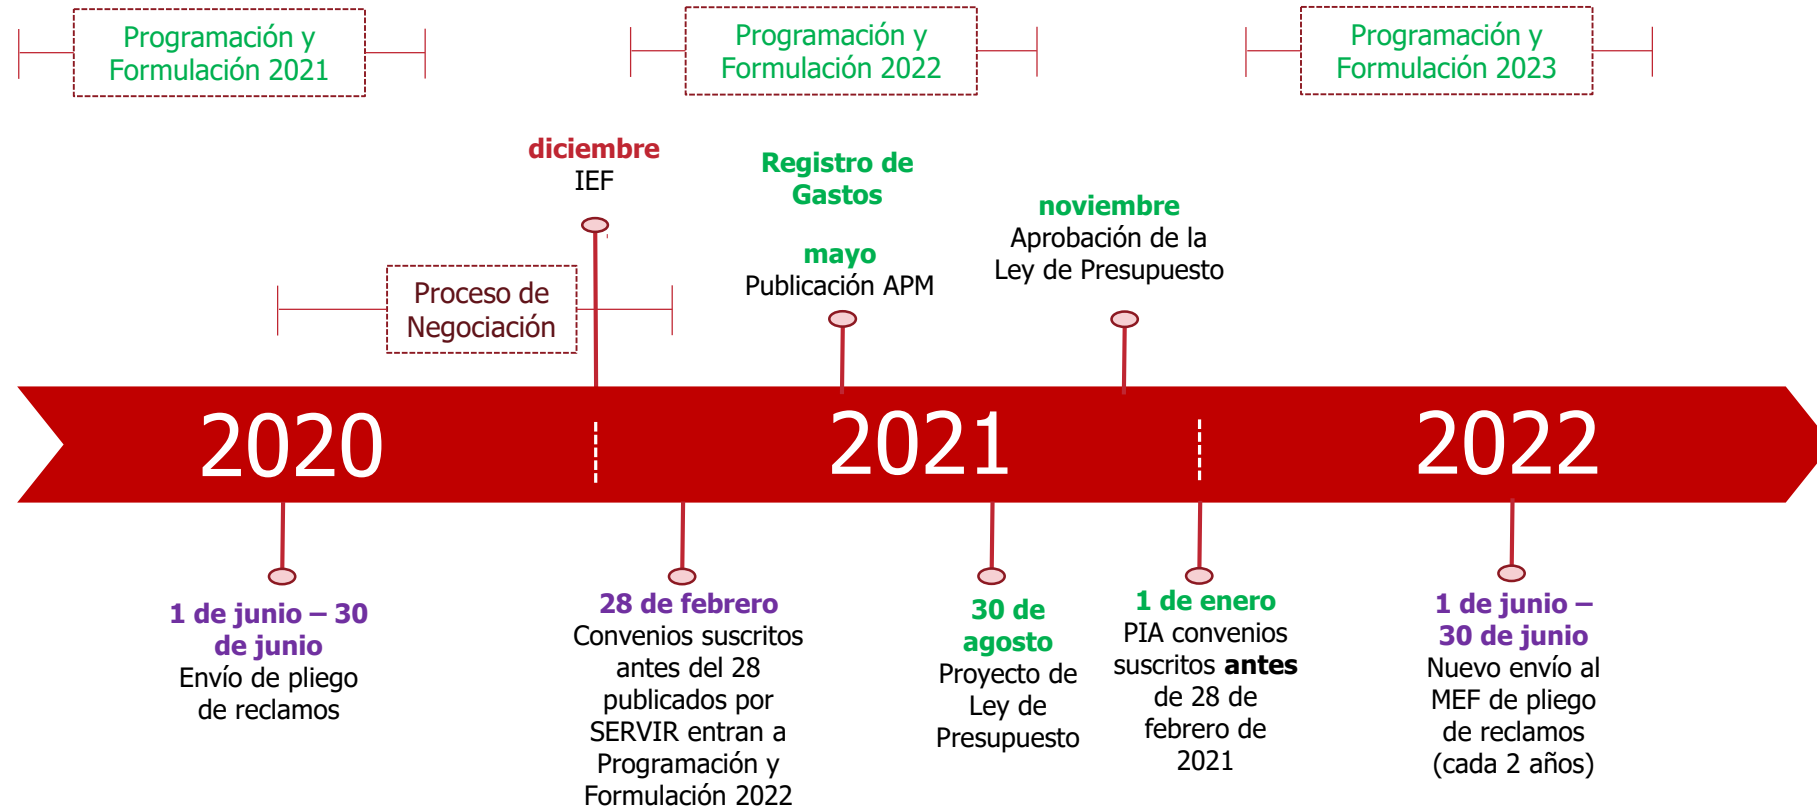 Programación y
Formulación 2021
Programación y
Formulación 2022
Programación y
Formulación 2023
diciembre
IEF
Registro de
Gastos
mayo
Publicación APM
noviembre
Aprobación de la
Ley de Presupuesto
Proceso de
Negociación
2020
2021
2022
1 de junio – 30
de junio
Envío de pliego
de reclamos
28 de febrero
Convenios suscritos
antes del 28
publicados por
SERVIR entran a
Programación y
Formulación 2022
30 de
agosto
Proyecto de
Ley de
Presupuesto
1 de enero
PIA convenios
suscritos antes
de 28 de
febrero de
2021
1 de junio –
30 de junio
Nuevo envío al
MEF de pliego
de reclamos
(cada 2 años)